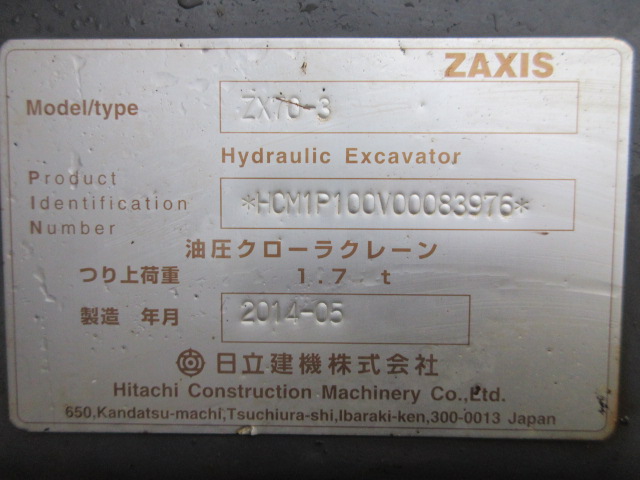 ZAXIS
Model/type ZX70-3
Hydraulic Excavator
Product Identification Number *HCM1P100V00083976*
油圧クローラクレーン
つり上荷重 1.7 t
製造 年月 2014-05
日立建機株式会社
Hitachi Construction Machinery Co.,Ltd.
650,Kandatsu-machi,Tsuchiura-shi,Ibaraki-ken,300-0013 Japan